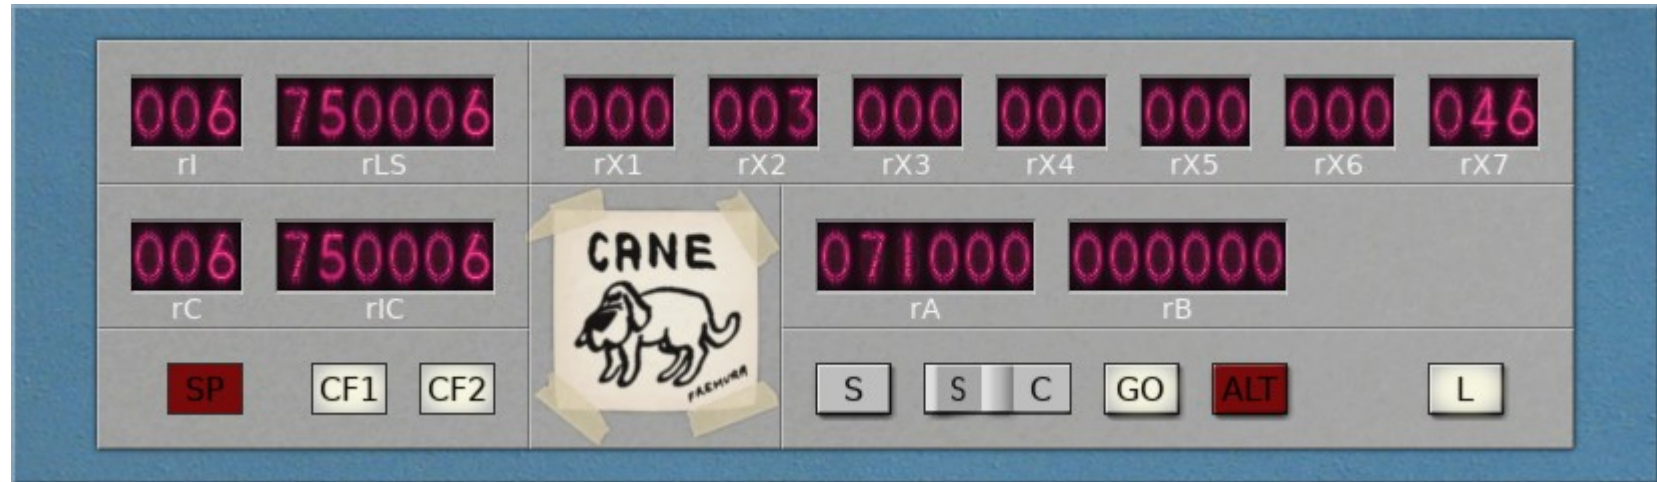 006 750006 000 003 000 000 000 000 046
rI rLS rX1 rX2 rX3 rX4 rX5 rX6 rX7
006 750006 CANE 071000 000000
rC rIC rA rB
PREMURA
SP CF1 CF2 S S C GO ALT L